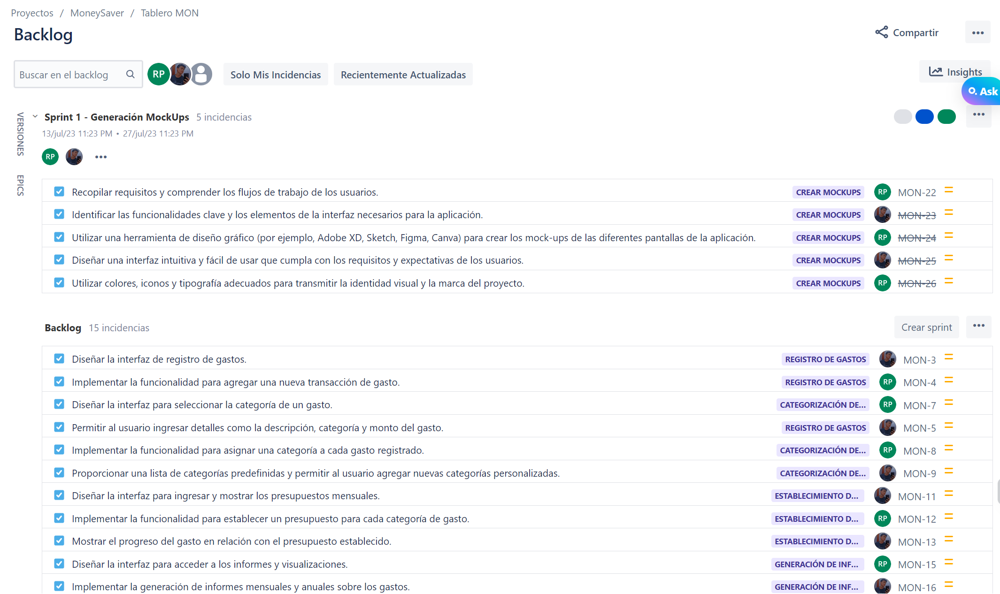 Proyectos / MoneySaver / Tablero MON
Backlog
Compartir
Buscar en el backlog
RP
Solo Mis Incidencias
Recientemente Actualizadas
Insights
Ask
VERSIONES
EPICS
Sprint 1 - Generación MockUps 5 incidencias
13/jul/23 11:23 PM • 27/jul/23 11:23 PM
RP
Recopilar requisitos y comprender los flujos de trabajo de los usuarios. CREAR MOCKUPS RP MON-22
Identificar las funcionalidades clave y los elementos de la interfaz necesarios para la aplicación. CREAR MOCKUPS MON-23
Utilizar una herramienta de diseño gráfico (por ejemplo, Adobe XD, Sketch, Figma, Canva) para crear los mock-ups de las diferentes pantallas de la aplicación. CREAR MOCKUPS RP MON-24
Diseñar una interfaz intuitiva y fácil de usar que cumpla con los requisitos y expectativas de los usuarios. CREAR MOCKUPS MON-25
Utilizar colores, iconos y tipografía adecuados para transmitir la identidad visual y la marca del proyecto. CREAR MOCKUPS RP MON-26
Backlog 15 incidencias
Crear sprint
Diseñar la interfaz de registro de gastos. REGISTRO DE GASTOS MON-3
Implementar la funcionalidad para agregar una nueva transacción de gasto. REGISTRO DE GASTOS RP MON-4
Diseñar la interfaz para seleccionar la categoría de un gasto. CATEGORIZACIÓN DE... RP MON-7
Permitir al usuario ingresar detalles como la descripción, categoría y monto del gasto. REGISTRO DE GASTOS MON-5
Implementar la funcionalidad para asignar una categoría a cada gasto registrado. CATEGORIZACIÓN DE... RP MON-8
Proporcionar una lista de categorías predefinidas y permitir al usuario agregar nuevas categorías personalizadas. CATEGORIZACIÓN DE... MON-9
Diseñar la interfaz para ingresar y mostrar los presupuestos mensuales. ESTABLECIMIENTO D... MON-11
Implementar la funcionalidad para establecer un presupuesto para cada categoría de gasto. ESTABLECIMIENTO D... RP MON-12
Mostrar el progreso del gasto en relación con el presupuesto establecido. ESTABLECIMIENTO D... MON-13
Diseñar la interfaz para acceder a los informes y visualizaciones. GENERACIÓN DE INF... RP MON-15
Implementar la generación de informes mensuales y anuales sobre los gastos. GENERACIÓN DE INF... MON-16